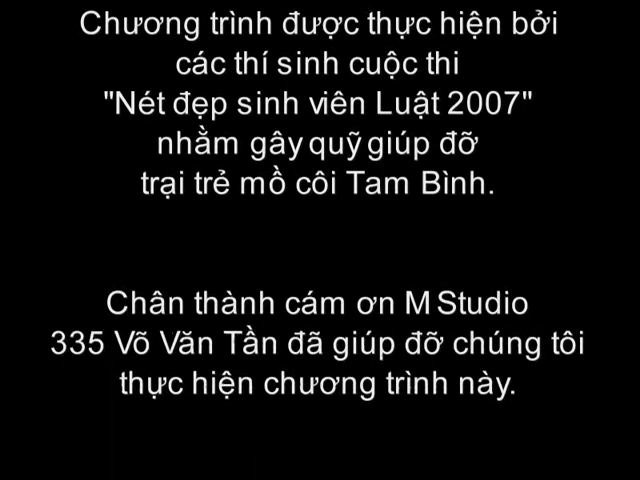 Chương trình được thực hiện bởi
các thí sinh cuộc thi
"Nét đẹp sinh viên Luật 2007"
nhằm gây quỹ giúp đỡ
trại trẻ mồ côi Tam Bình.
Chân thành cám ơn M Studio
335 Võ Văn Tần đã giúp đỡ chúng tôi
thực hiện chương trình này.